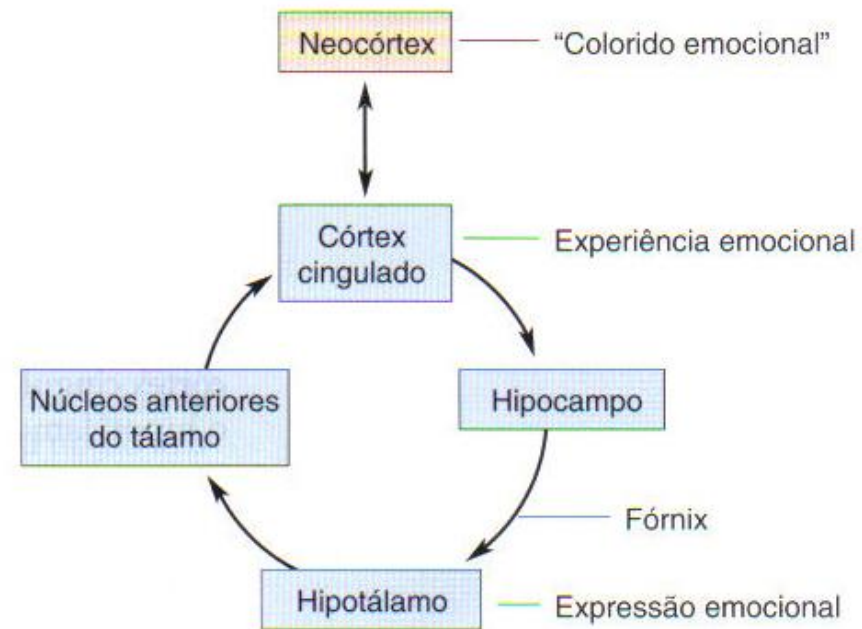 Neocórtex
“Colorido emocional”
Córtex
cingulado
Experiência emocional
Núcleos anteriores
do tálamo
Hipocampo
Fórnix
Hipotálamo
Expressão emocional